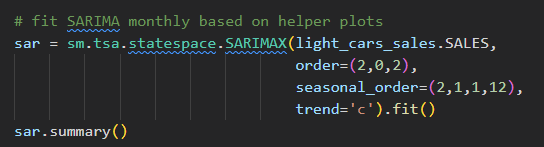 # fit SARIMA monthly based on helper plots
sar = sm.tsa.statespace.SARIMAX(light_cars_sales.SALES,
order=(2,0,2),
seasonal_order=(2,1,1,12),
trend='c').fit()
sar.summary()